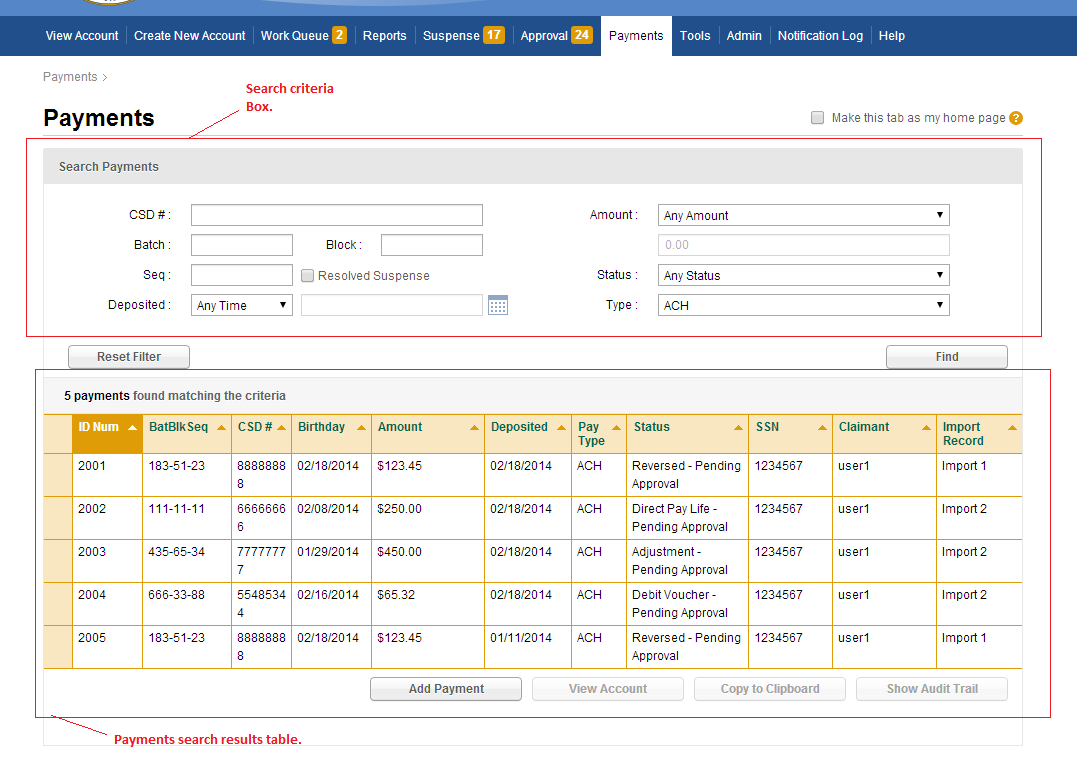 View Account Create New Account Work Queue 2 Reports Suspense 17 Approval 24 Payments Tools Admin Notification Log Help
Payments >
Search criteria
Box.
Payments
Make this tab as my home page ?
Search Payments
CSD # : Amount : Any Amount
Batch : Block : 0.00
Seq : Resolved Suspense Status : Any Status
Deposited : Any Time Type : ACH
Reset Filter Find
5 payments found matching the criteria
ID Num BatBlkSeq CSD # Birthday Amount Deposited Pay Status SSN Claimant Import
Type Record
2001 183-51-23 8888888 02/18/2014 $123.45 02/18/2014 ACH Reversed - Pending 1234567 user1 Import 1
8 Approval
2002 111-11-11 6666666 02/08/2014 $250.00 02/18/2014 ACH Direct Pay Life - 1234567 user1 Import 2
6 Pending Approval
2003 435-65-34 7777777 01/29/2014 $450.00 02/18/2014 ACH Adjustment - 1234567 user1 Import 2
7 Pending Approval
2004 666-33-88 5548534 02/16/2014 $65.32 02/18/2014 ACH Debit Voucher - 1234567 user1 Import 2
4 Pending Approval
2005 183-51-23 8888888 02/18/2014 $123.45 01/11/2014 ACH Reversed - Pending 1234567 user1 Import 1
8 Approval
Add Payment View Account Copy to Clipboard Show Audit Trail
Payments search results table.